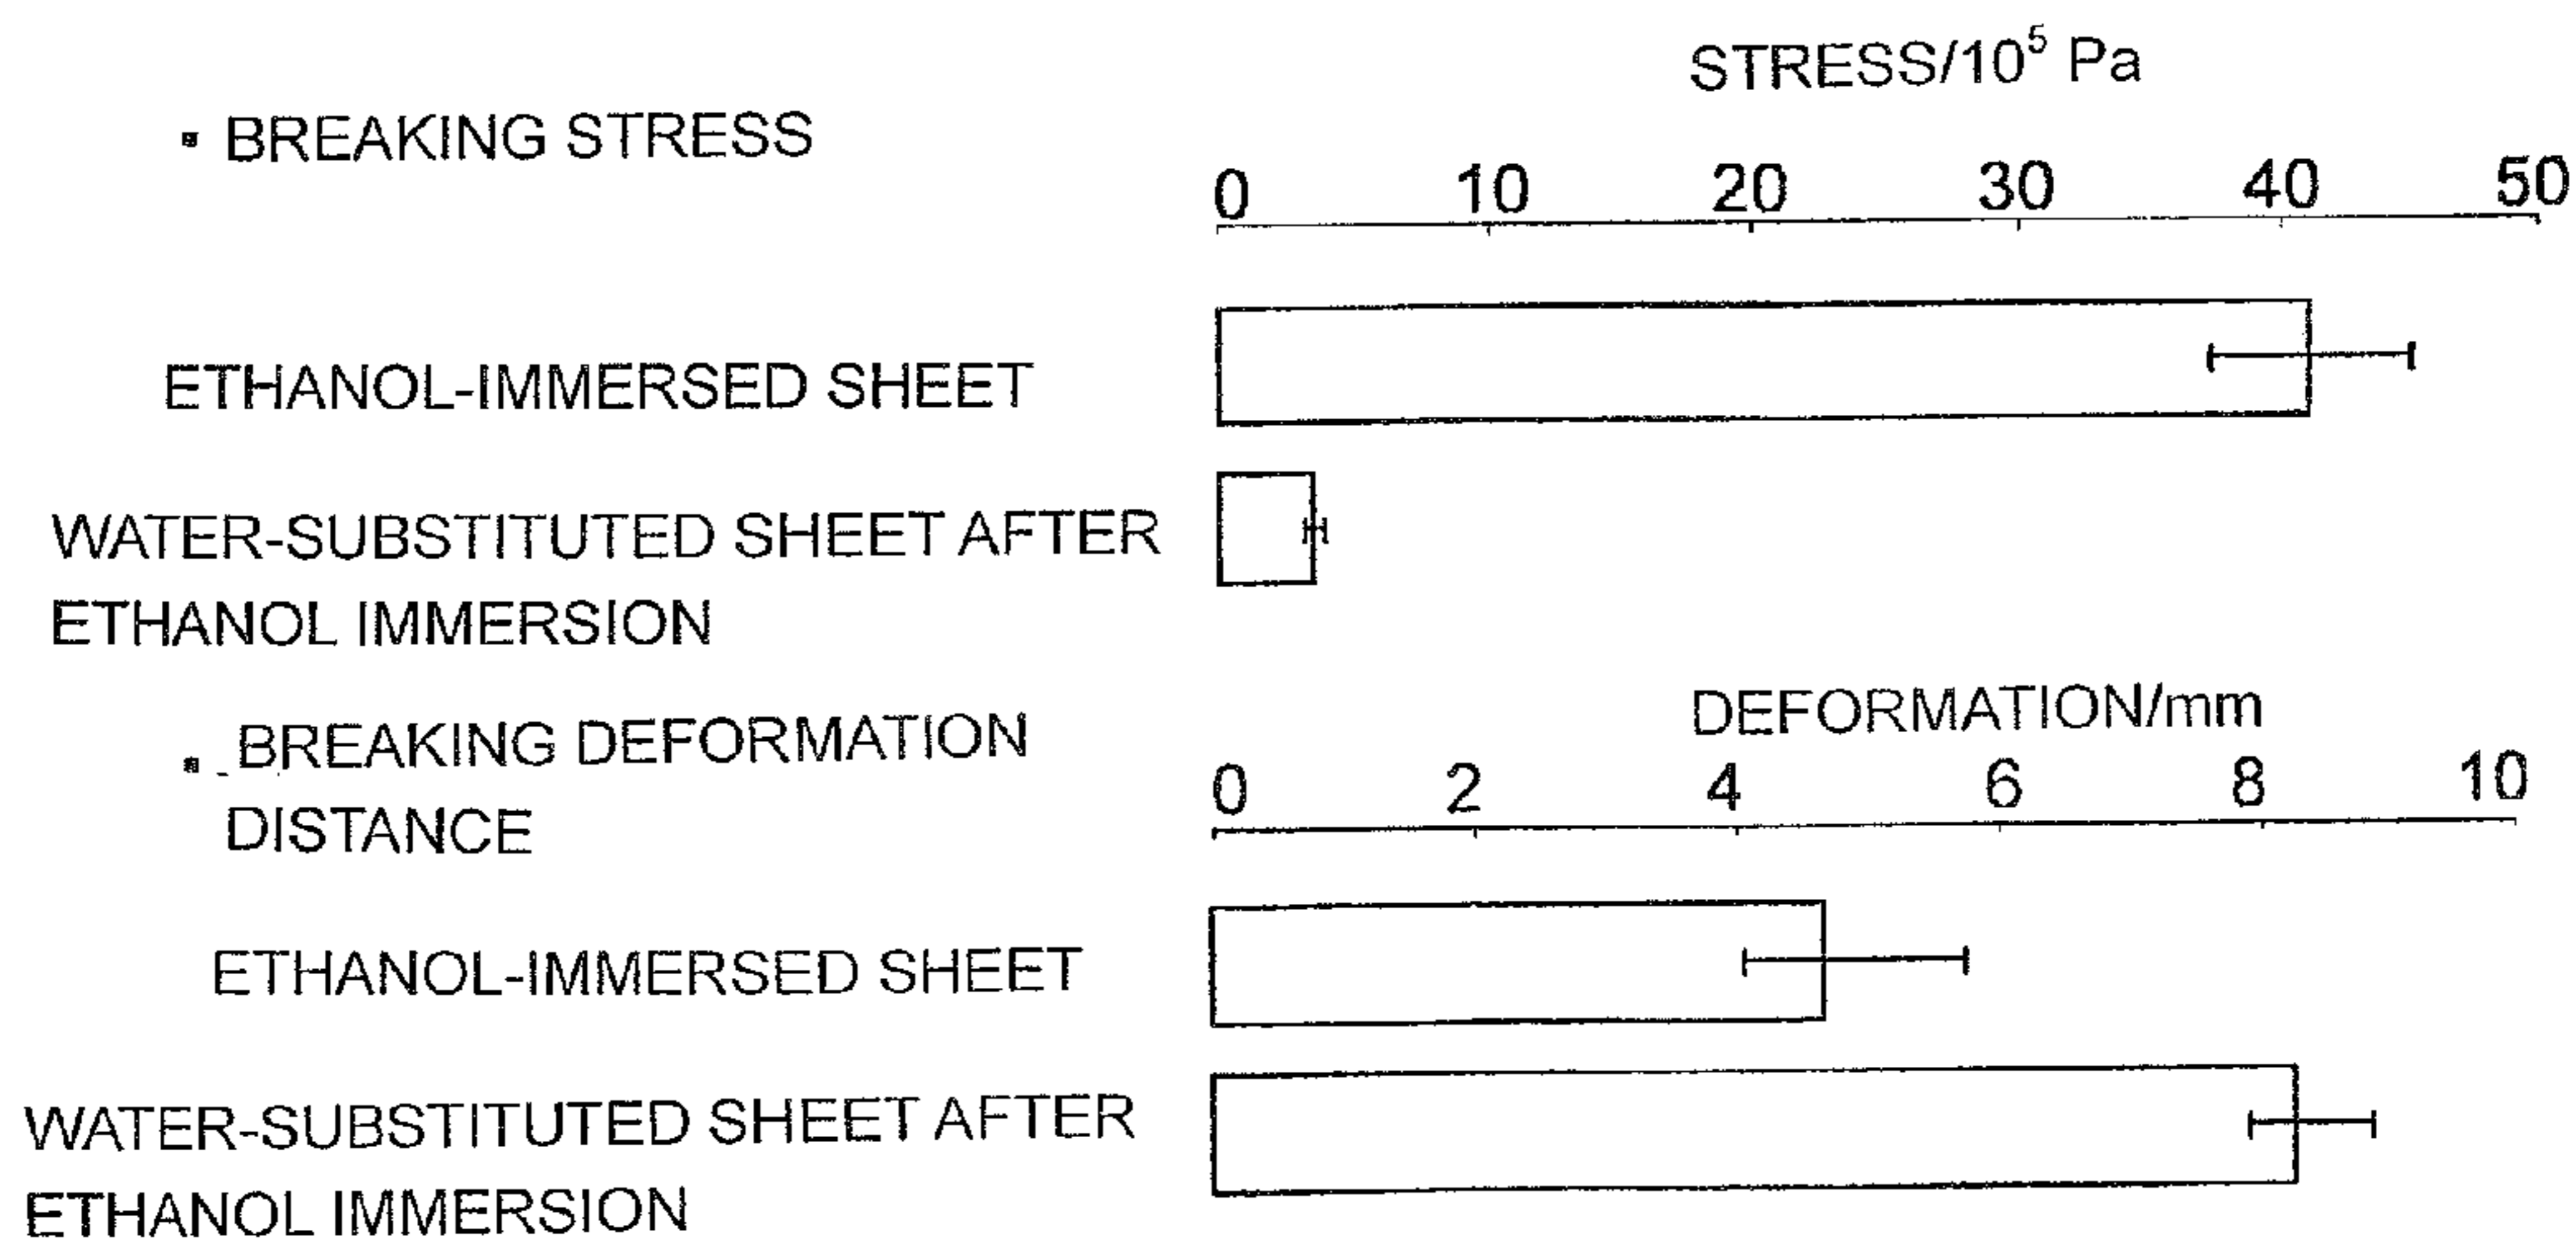 STRESS/10⁵ Pa
▪ BREAKING STRESS
0 10 20 30 40 50
ETHANOL-IMMERSED SHEET
WATER-SUBSTITUTED SHEET AFTER
ETHANOL IMMERSION
DEFORMATION/mm
▪ BREAKING DEFORMATION
DISTANCE
0 2 4 6 8 10
ETHANOL-IMMERSED SHEET
WATER-SUBSTITUTED SHEET AFTER
ETHANOL IMMERSION